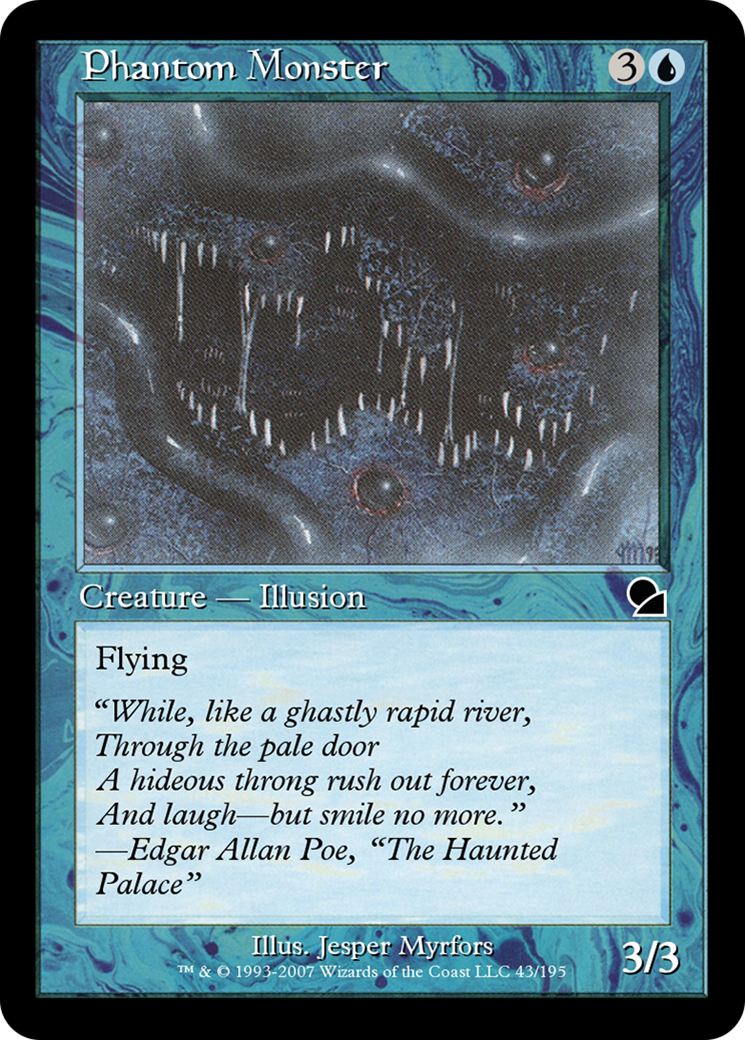 Phantom Monster 3
Creature — Illusion
Flying
“While, like a ghastly rapid river,
Through the pale door
A hideous throng rush out forever,
And laugh—but smile no more.”
—Edgar Allan Poe, “The Haunted
Palace”
Illus. Jesper Myrfors
™ & © 1993-2007 Wizards of the Coast LLC 43/195
3/3